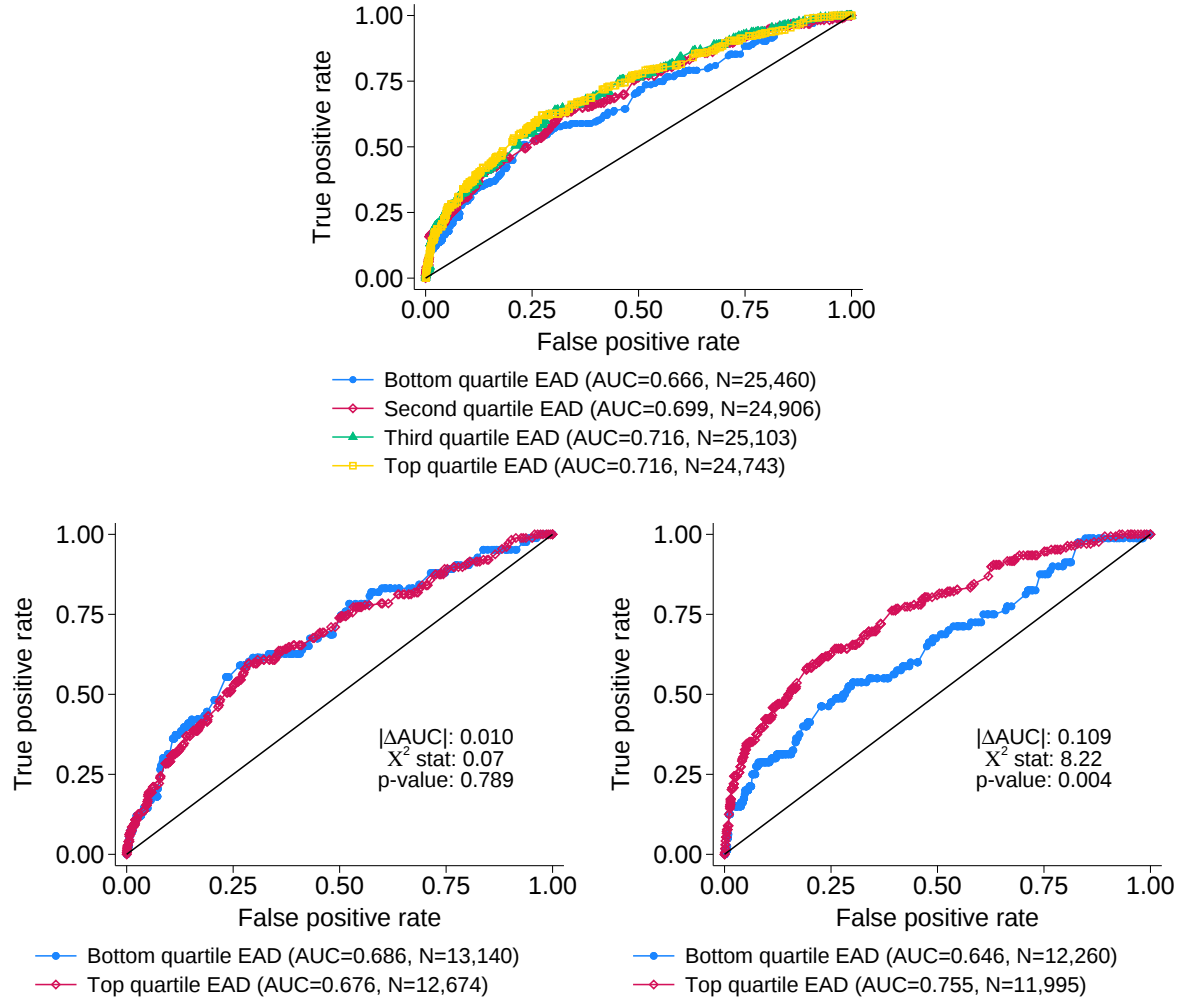 1.00
0.75
0.50
0.25
0.00
True positive rate
0.00 0.25 0.50 0.75 1.00
False positive rate
Bottom quartile EAD (AUC=0.666, N=25,460)
Second quartile EAD (AUC=0.699, N=24,906)
Third quartile EAD (AUC=0.716, N=25,103)
Top quartile EAD (AUC=0.716, N=24,743)
1.00
0.75
0.50
0.25
0.00
True positive rate
|ΔAUC|: 0.010
Χ² stat: 0.07
p-value: 0.789
0.00 0.25 0.50 0.75 1.00
False positive rate
Bottom quartile EAD (AUC=0.686, N=13,140)
Top quartile EAD (AUC=0.676, N=12,674)
1.00
0.75
0.50
0.25
0.00
True positive rate
|ΔAUC|: 0.109
Χ² stat: 8.22
p-value: 0.004
0.00 0.25 0.50 0.75 1.00
False positive rate
Bottom quartile EAD (AUC=0.646, N=12,260)
Top quartile EAD (AUC=0.755, N=11,995)